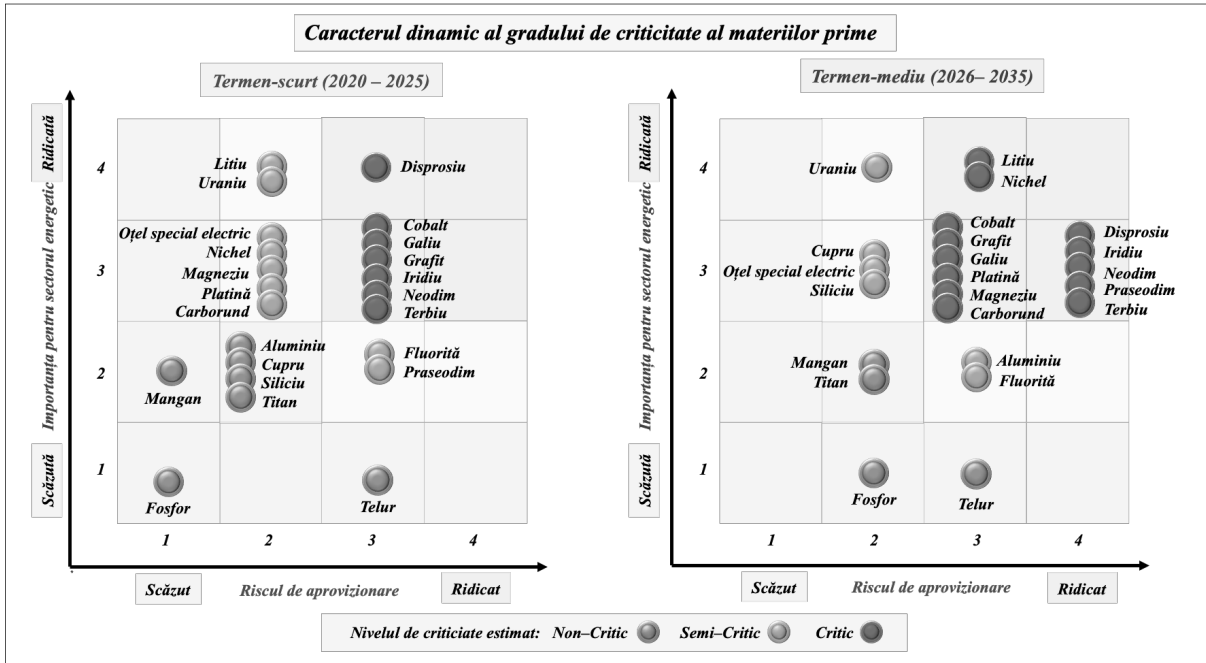 Caracterul dinamic al gradului de criticitate al materiilor prime
Termen-scurt (2020 – 2025)
Importanța pentru sectorul energetic
Ridicată
Scăzută
4
3
2
1
Litiu
Uraniu
Disprosiu
Oțel special electric
Nichel
Magneziu
Platină
Carborund
Cobalt
Galiu
Grafit
Iridiu
Neodim
Terbiu
Mangan
Aluminiu
Cupru
Siliciu
Titan
Fluorită
Praseodim
Fosfor
Telur
1 2 3 4
Scăzut Riscul de aprovizionare Ridicat
Termen-mediu (2026– 2035)
Importanța pentru sectorul energetic
Ridicată
Scăzută
4
3
2
1
Uraniu
Litiu
Nichel
Cupru
Oțel special electric
Siliciu
Cobalt
Grafit
Galiu
Platină
Magneziu
Carborund
Disprosiu
Iridiu
Neodim
Praseodim
Terbiu
Mangan
Titan
Aluminiu
Fluorită
Fosfor
Telur
1 2 3 4
Scăzut Riscul de aprovizionare Ridicat
Nivelul de criticiate estimat: Non–Critic Semi–Critic Critic